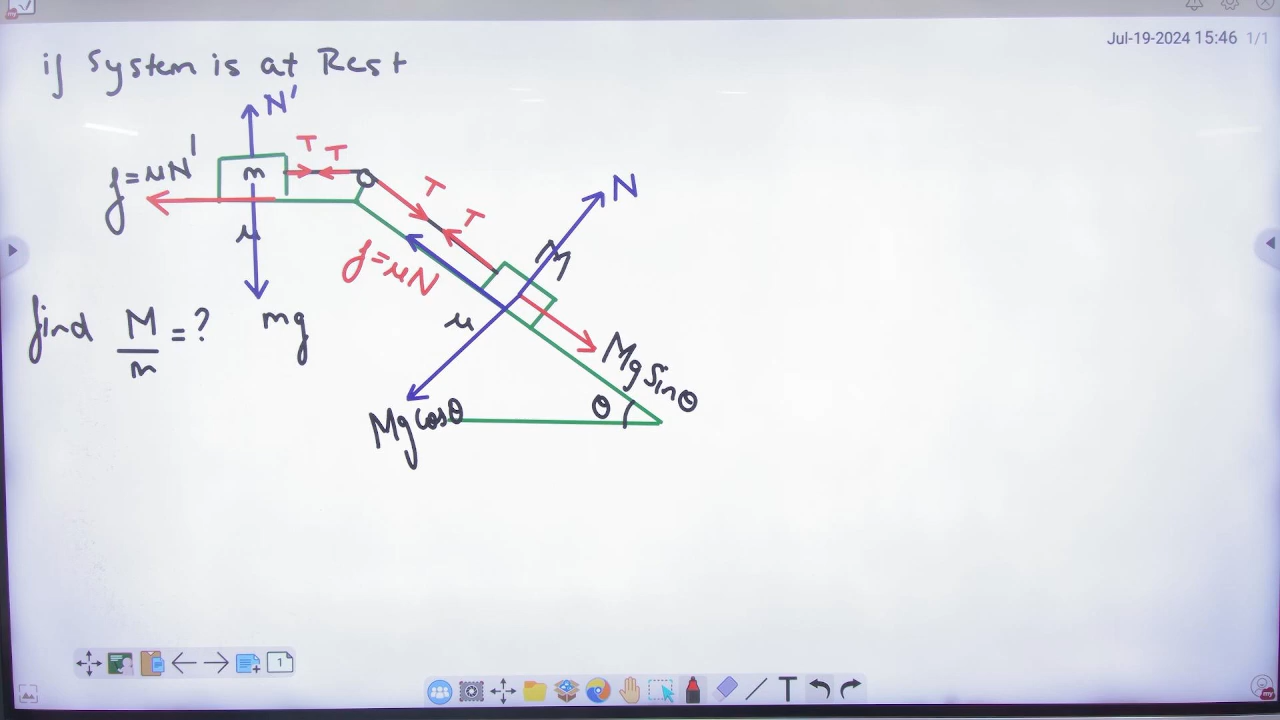 if System is at Rest
Jul-19-2024 15:46 1/1
N'
f=μN'
T
T
m
μ
mg
T
T
f=μN
N
M
μ
Mg sinθ
Mg cosθ
θ
find M/m = ?
1
T